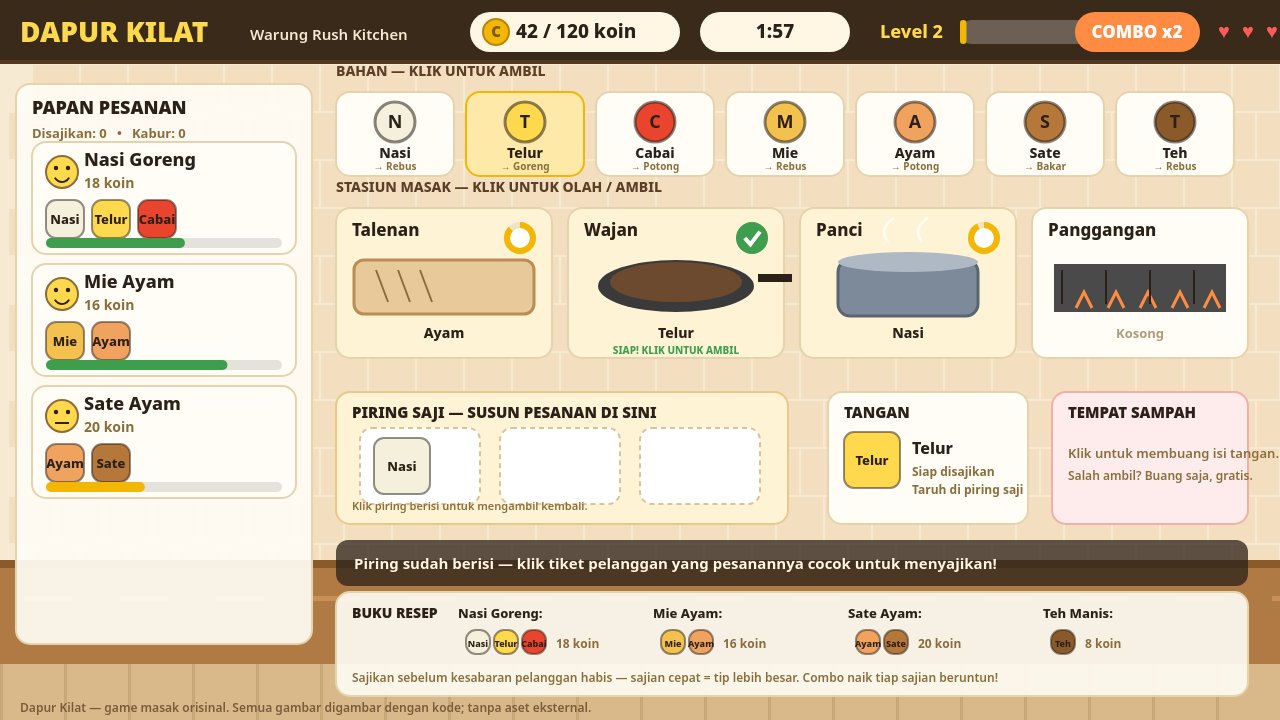 DAPUR KILAT
Warung Rush Kitchen
C 42 / 120 koin
1:57
Level 2
COMBO x2
PAPAN PESANAN
Disajikan: 0 • Kabur: 0
Nasi Goreng
18 koin
Nasi Telur Cabai
Mie Ayam
16 koin
Mie Ayam
Sate Ayam
20 koin
Ayam Sate
BAHAN — KLIK UNTUK AMBIL
N
Nasi
→ Rebus
T
Telur
→ Goreng
C
Cabai
→ Potong
M
Mie
→ Rebus
A
Ayam
→ Potong
S
Sate
→ Bakar
T
Teh
→ Rebus
STASIUN MASAK — KLIK UNTUK OLAH / AMBIL
Talenan
Ayam
Wajan
Telur
SIAP! KLIK UNTUK AMBIL
Panci
Nasi
Panggangan
Kosong
PIRING SAJI — SUSUN PESANAN DI SINI
Nasi
Klik piring berisi untuk mengambil kembali.
TANGAN
Telur
Telur
Siap disajikan
Taruh di piring saji
TEMPAT SAMPAH
Klik untuk membuang isi tangan.
Salah ambil? Buang saja, gratis.
Piring sudah berisi — klik tiket pelanggan yang pesanannya cocok untuk menyajikan!
BUKU RESEP
Nasi Goreng:
Nasi Telur Cabai 18 koin
Mie Ayam:
Mie Ayam 16 koin
Sate Ayam:
Ayam Sate 20 koin
Teh Manis:
Teh 8 koin
Sajikan sebelum kesabaran pelanggan habis — sajian cepat = tip lebih besar. Combo naik tiap sajian beruntun!
Dapur Kilat — game masak orisinal. Semua gambar digambar dengan kode; tanpa aset eksternal.